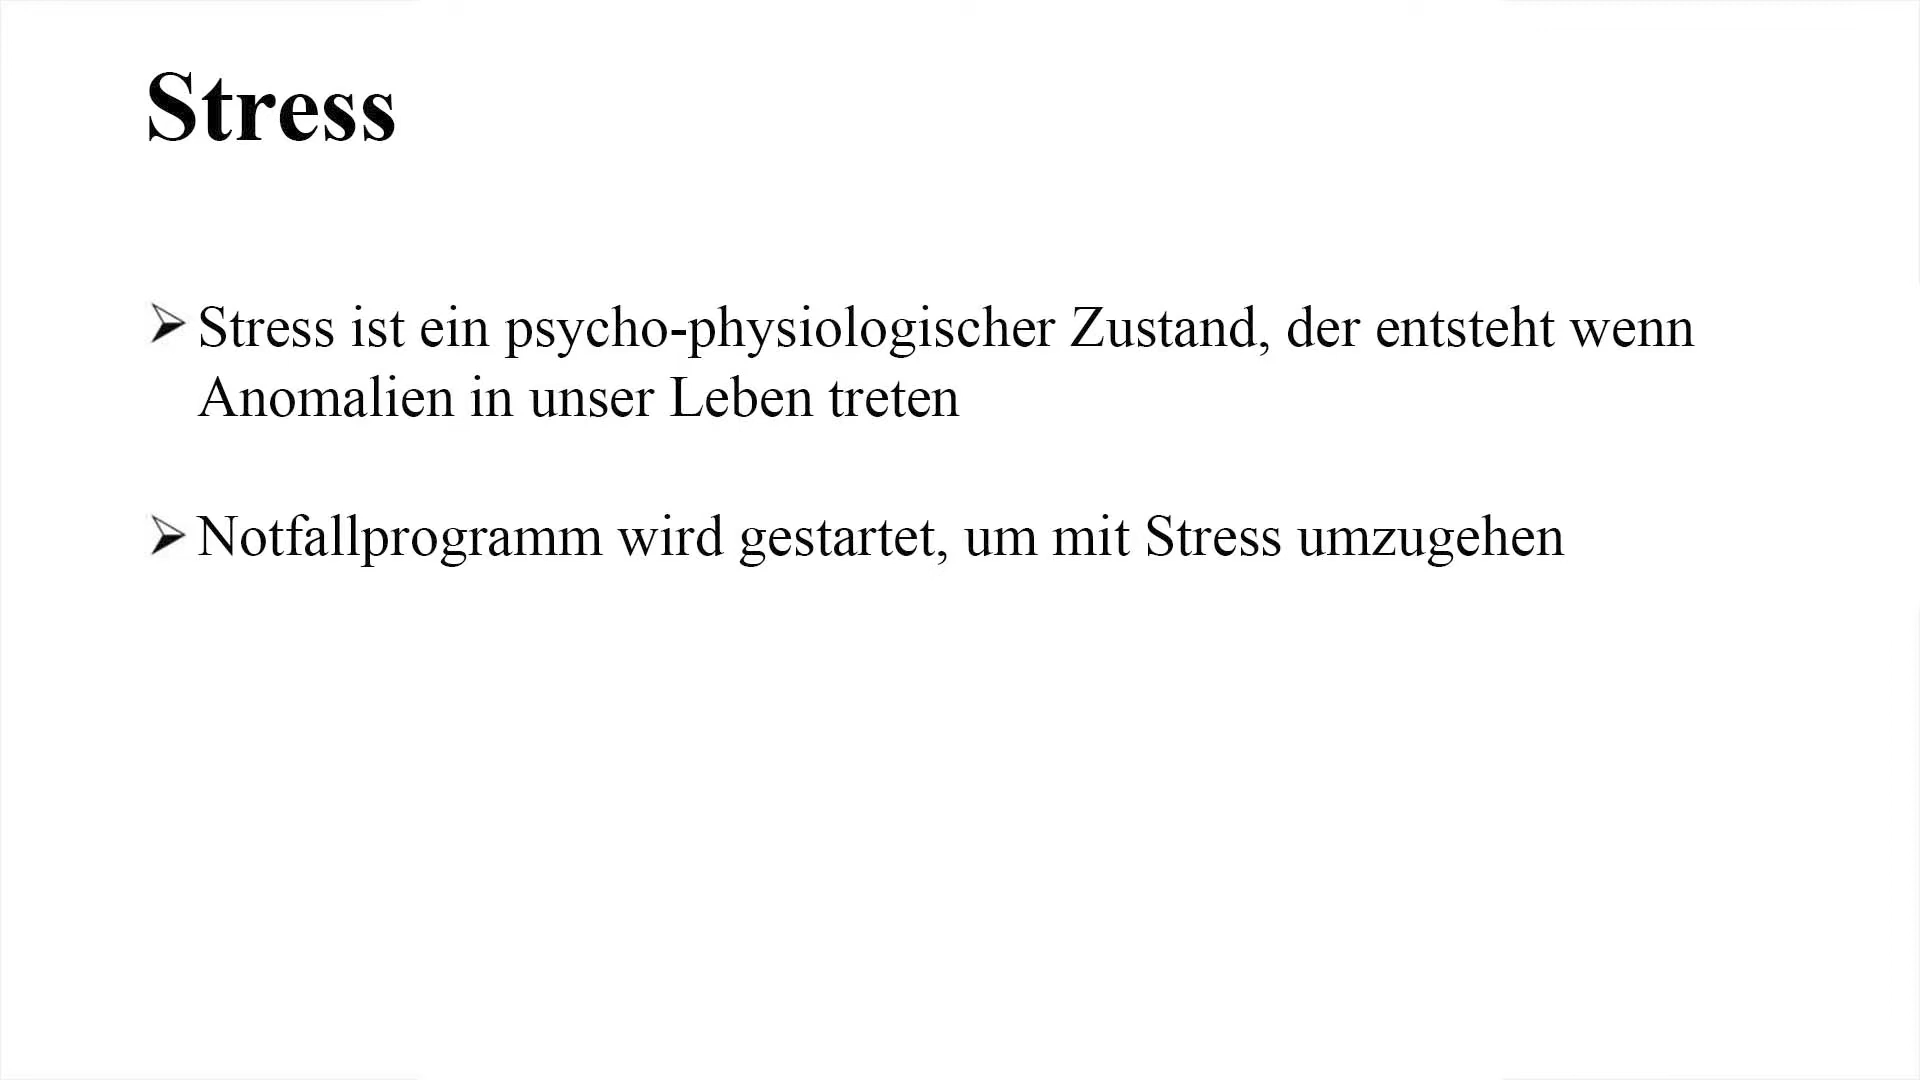 Stress
Stress ist ein psycho-physiologischer Zustand, der entsteht wenn
Anomalien in unser Leben treten
Notfallprogramm wird gestartet, um mit Stress umzugehen